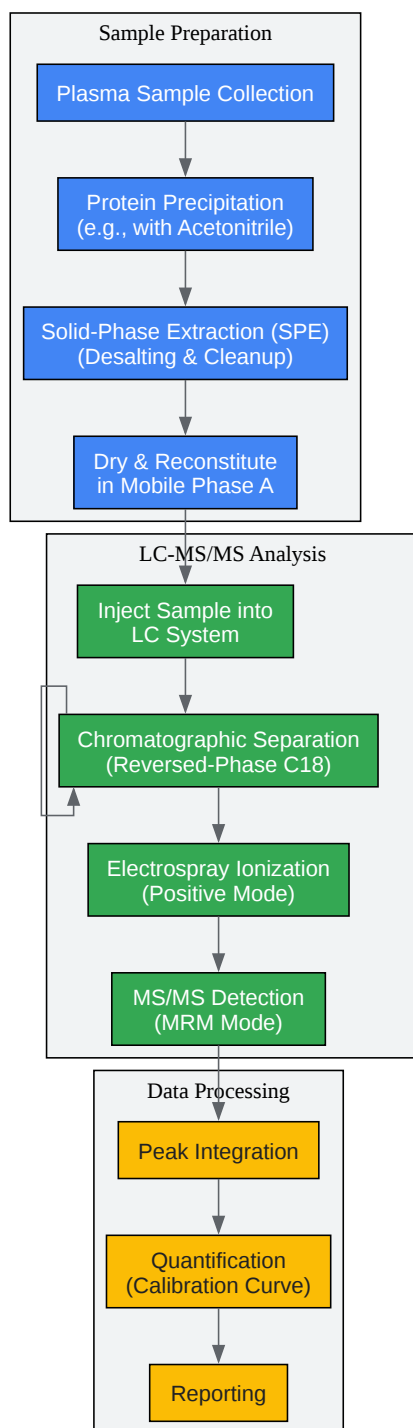 Sample Preparation
Plasma Sample Collection
Protein Precipitation
(e.g., with Acetonitrile)
Solid-Phase Extraction (SPE)
(Desalting & Cleanup)
Dry & Reconstitute
in Mobile Phase A
LC-MS/MS Analysis
Inject Sample into
LC System
Chromatographic Separation
(Reversed-Phase C18)
Electrospray Ionization
(Positive Mode)
MS/MS Detection
(MRM Mode)
Data Processing
Peak Integration
Quantification
(Calibration Curve)
Reporting